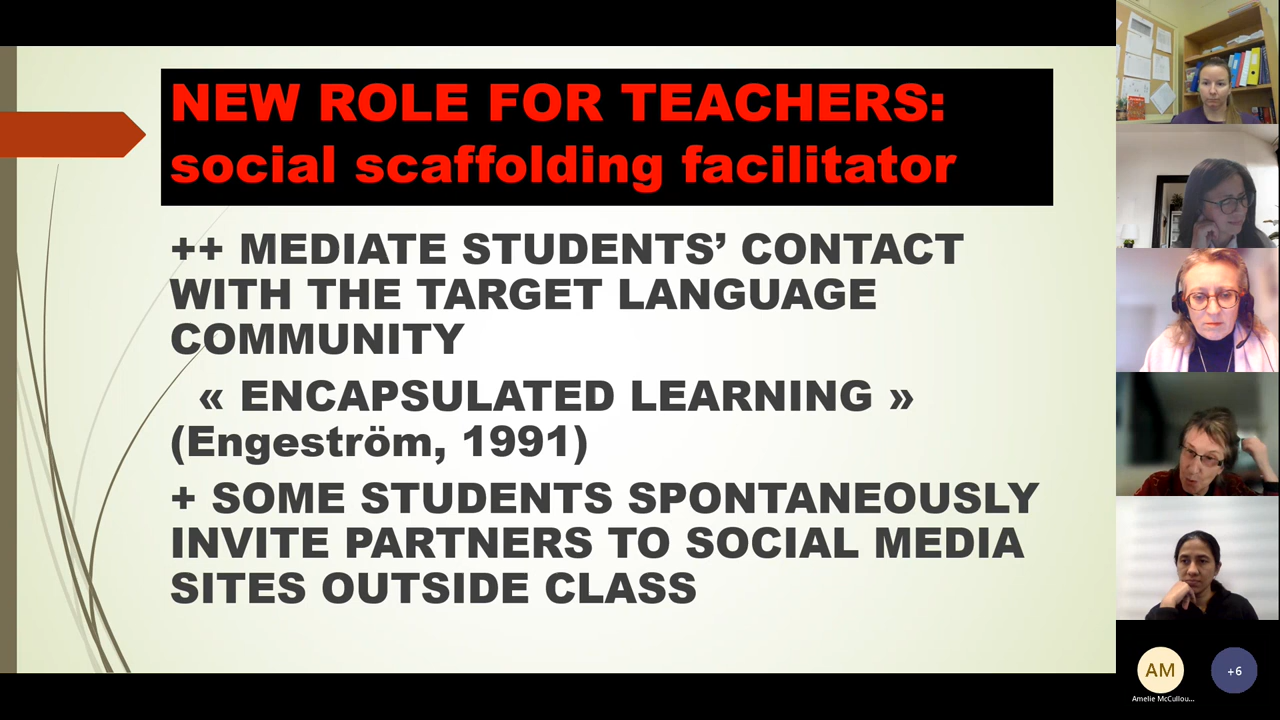 NEW ROLE FOR TEACHERS:
social scaffolding facilitator
++ MEDIATE STUDENTS’ CONTACT
WITH THE TARGET LANGUAGE
COMMUNITY
« ENCAPSULATED LEARNING »
(Engeström, 1991)
+ SOME STUDENTS SPONTANEOUSLY
INVITE PARTNERS TO SOCIAL MEDIA
SITES OUTSIDE CLASS
AM
+6
Amelie McCullou...